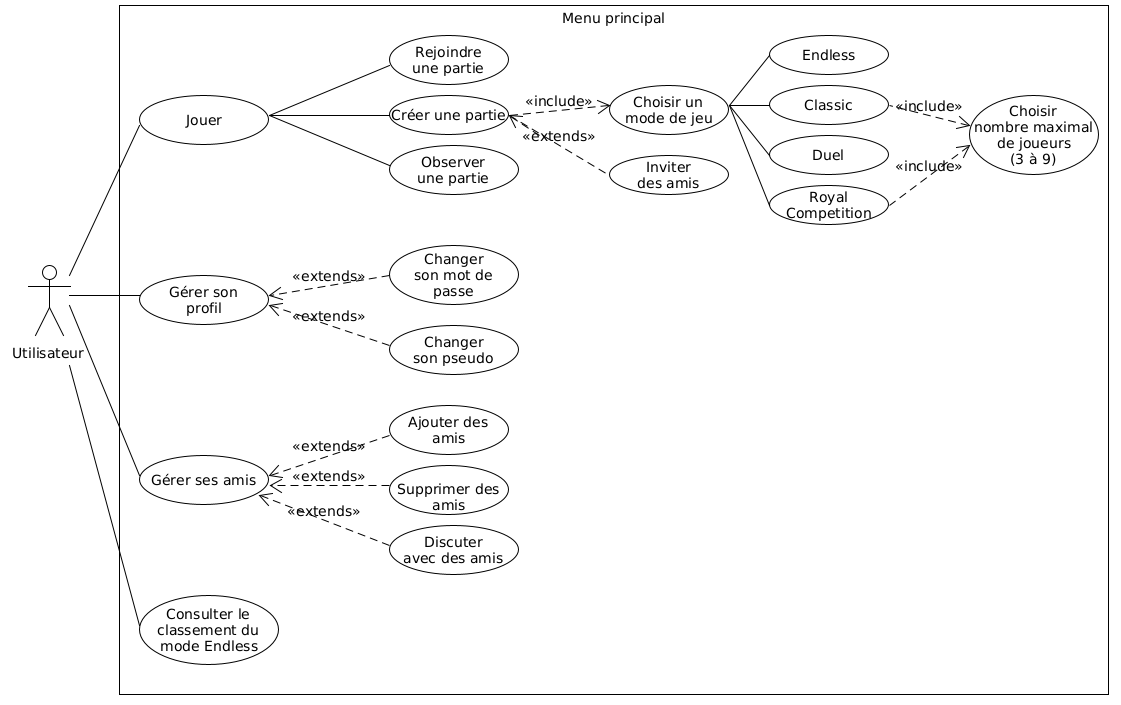 Menu principal
Rejoindre
une partie
Jouer
Créer une partie
Observer
une partie
«include»
«extends»
Choisir un
mode de jeu
Inviter
des amis
Endless
Classic
Duel
Royal
Competition
«include»
«include»
Choisir
nombre maximal
de joueurs
(3 à 9)
Utilisateur
Gérer son
profil
«extends»
«extends»
Changer
son mot de
passe
Changer
son pseudo
Gérer ses amis
«extends»
«extends»
«extends»
Ajouter des
amis
Supprimer des
amis
Discuter
avec des amis
Consulter le
classement du
mode Endless